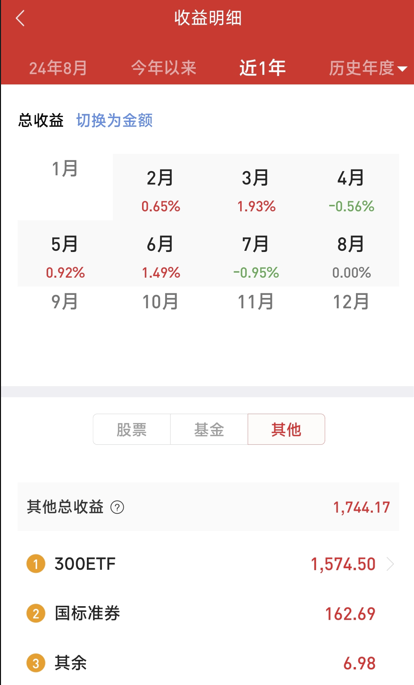 收益明细
24年8月 今年以来 近1年 历史年度
总收益 切换为金额
1月 2月 3月 4月
0.65% 1.93% -0.56%
5月 6月 7月 8月
0.92% 1.49% -0.95% 0.00%
9月 10月 11月 12月
股票 基金 其他
其他总收益 ? 1,744.17
1 300ETF 1,574.50
2 国标准券 162.69
3 其余 6.98